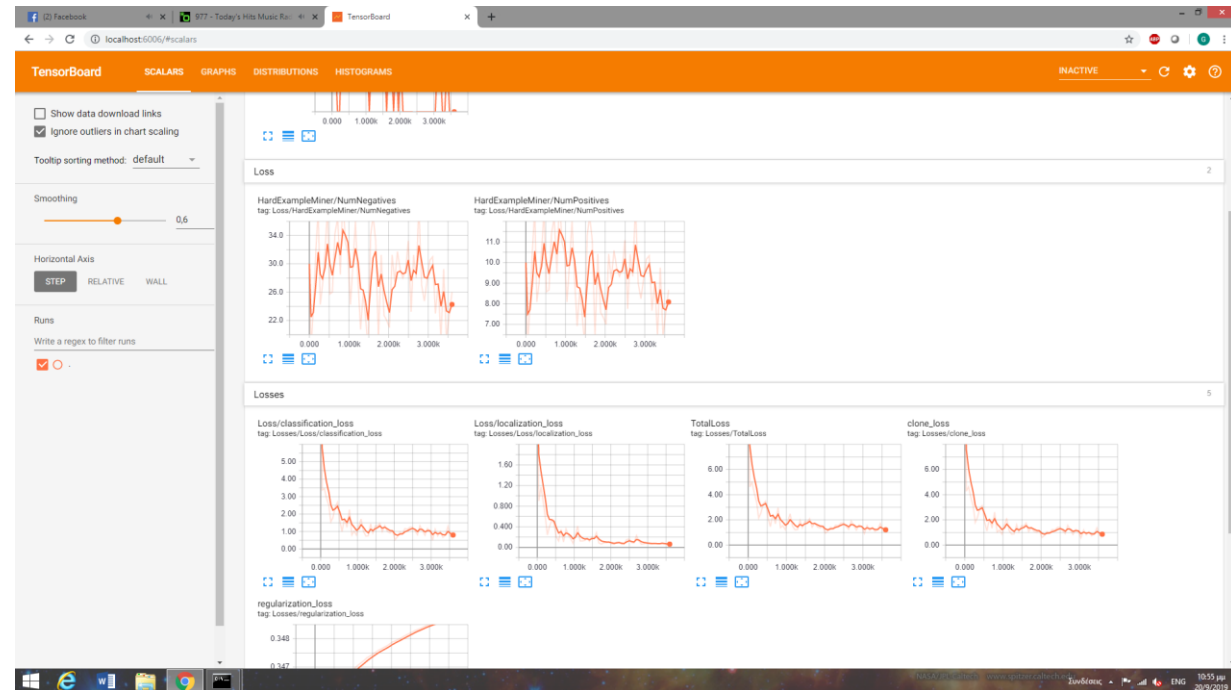 (2) Facebook
977 - Today's Hits Music Ra
TensorBoard
localhost:6006/#scalars
ABP
G
TensorBoard SCALARS GRAPHS DISTRIBUTIONS HISTOGRAMS INACTIVE
Show data download links
Ignore outliers in chart scaling
Tooltip sorting method: default
Smoothing
0,6
Horizontal Axis
STEP RELATIVE WALL
Runs
Write a regex to filter runs
.
0.000 1.000k 2.000k 3.000k
Loss 2
HardExampleMiner/NumNegatives
tag: Loss/HardExampleMiner/NumNegatives
34.0
30.0
26.0
22.0
0.000 1.000k 2.000k 3.000k
HardExampleMiner/NumPositives
tag: Loss/HardExampleMiner/NumPositives
11.0
10.0
9.00
8.00
7.00
0.000 1.000k 2.000k 3.000k
Losses 5
Loss/classification_loss
tag: Losses/Loss/classification_loss
5.00
4.00
3.00
2.00
1.00
0.00
0.000 1.000k 2.000k 3.000k
Loss/localization_loss
tag: Losses/Loss/localization_loss
1.60
1.20
0.800
0.400
0.00
0.000 1.000k 2.000k 3.000k
TotalLoss
tag: Losses/TotalLoss
6.00
4.00
2.00
0.00
0.000 1.000k 2.000k 3.000k
clone_loss
tag: Losses/clone_loss
6.00
4.00
2.00
0.00
0.000 1.000k 2.000k 3.000k
regularization_loss
tag: Losses/regularization_loss
0.348
0.347
Συνδέσεις
ENG
10:55 μμ
20/9/2019